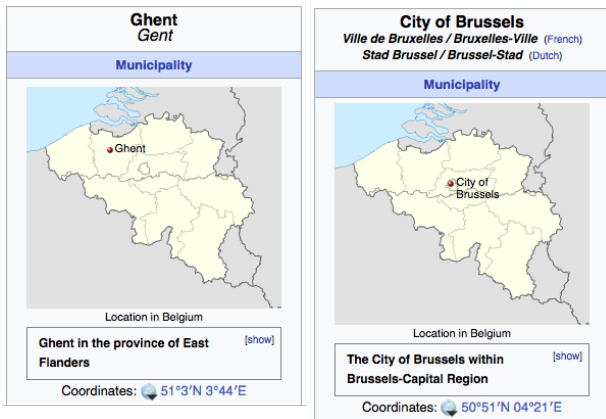 Ghent
Gent
Municipality
Ghent
Location in Belgium
Ghent in the province of East [show]
Flanders
Coordinates: 51°3′N 3°44′E
City of Brussels
Ville de Bruxelles / Bruxelles-Ville (French)
Stad Brussel / Brussel-Stad (Dutch)
Municipality
City of
Brussels
Location in Belgium
The City of Brussels within [show]
Brussels-Capital Region
Coordinates: 50°51′N 04°21′E